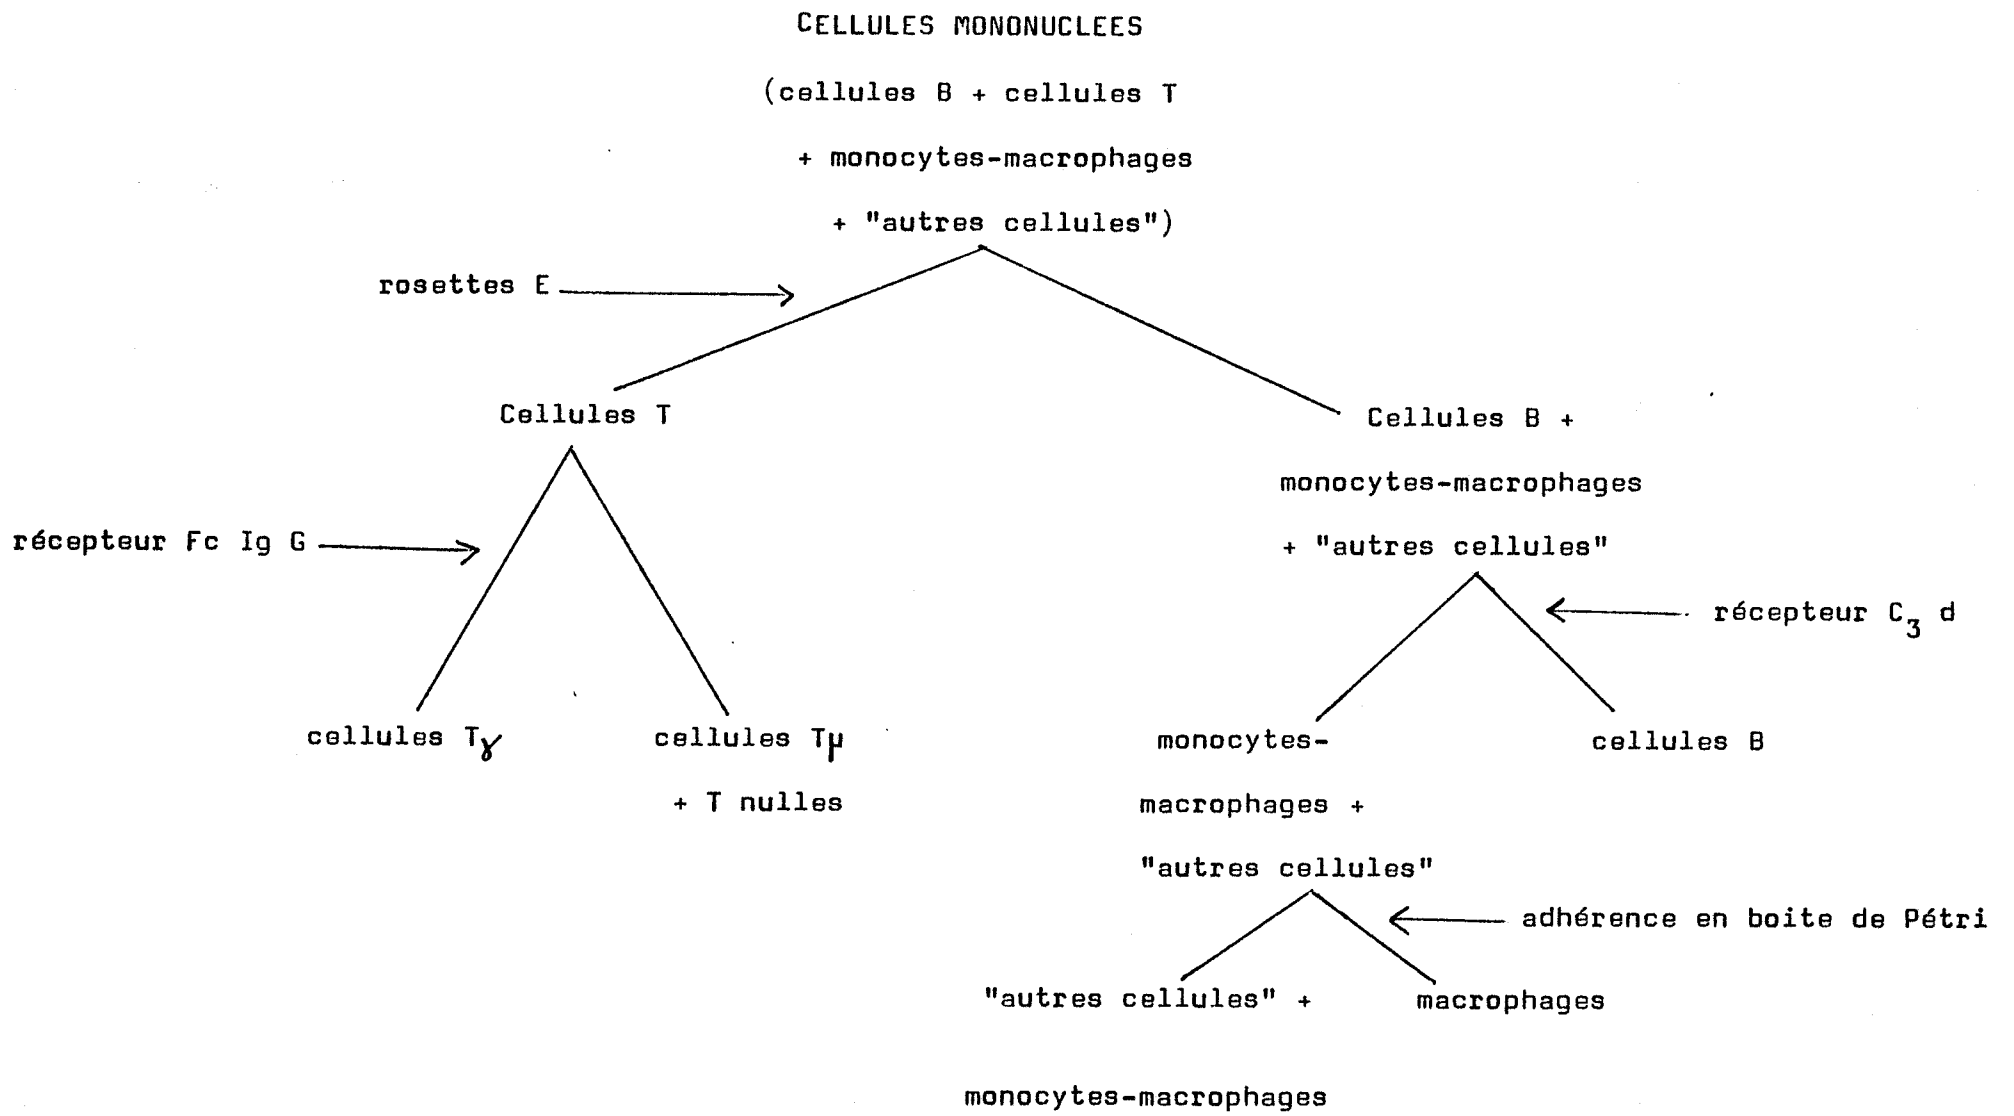 CELLULES MONONUCLEES
(cellules B + cellules T
+ monocytes-macrophages
+ "autres cellules")
rosettes E
Cellules T
Cellules B +
monocytes-macrophages
+ "autres cellules"
récepteur Fc Ig G
récepteur C₃ d
cellules Tγ
cellules Tμ
+ T nulles
monocytes-
macrophages +
"autres cellules"
cellules B
adhérence en boite de Pétri
"autres cellules" +
monocytes-macrophages
macrophages